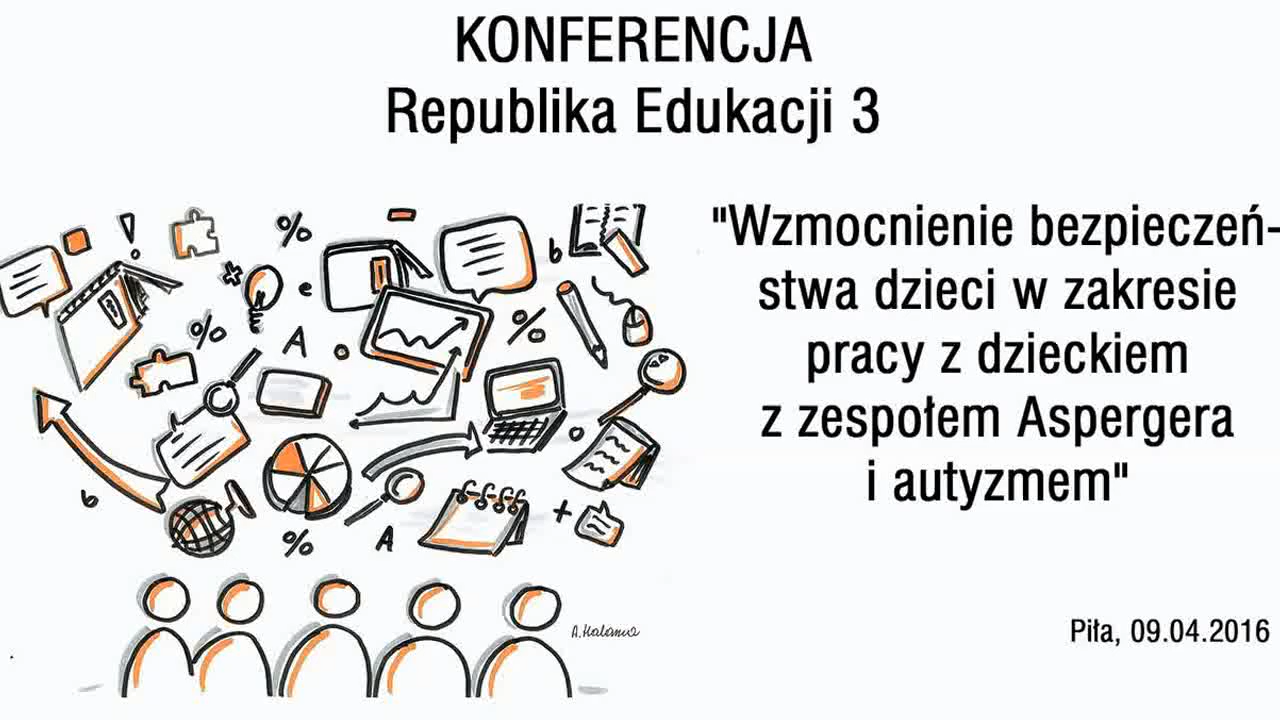 KONFERENCJA
Republika Edukacji 3
"Wzmocnienie bezpieczeń-
stwa dzieci w zakresie
pracy z dzieckiem
z zespołem Aspergera
i autyzmem"
%
b
e
%
A
%
b
%
A
+
Piła, 09.04.2016